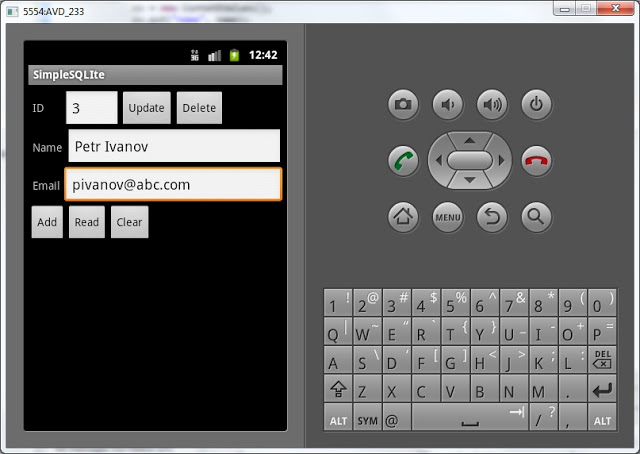 5554:AVD_233
3G 12:42
SimpleSQLIte
ID 3 Update Delete
Name Petr Ivanov
Email pivanov@abc.com
Add Read Clear
MENU
1 ! 2 @ 3 # 4 $ 5 % 6 ^ 7 & 8 * 9 ( 0 )
Q | W ~ E " R ` T { Y } U _ I - O + P =
A S \ D ' F [ G ] H < J > K ; L : DEL
Z X C V B N M .
ALT SYM @ / ? , ALT